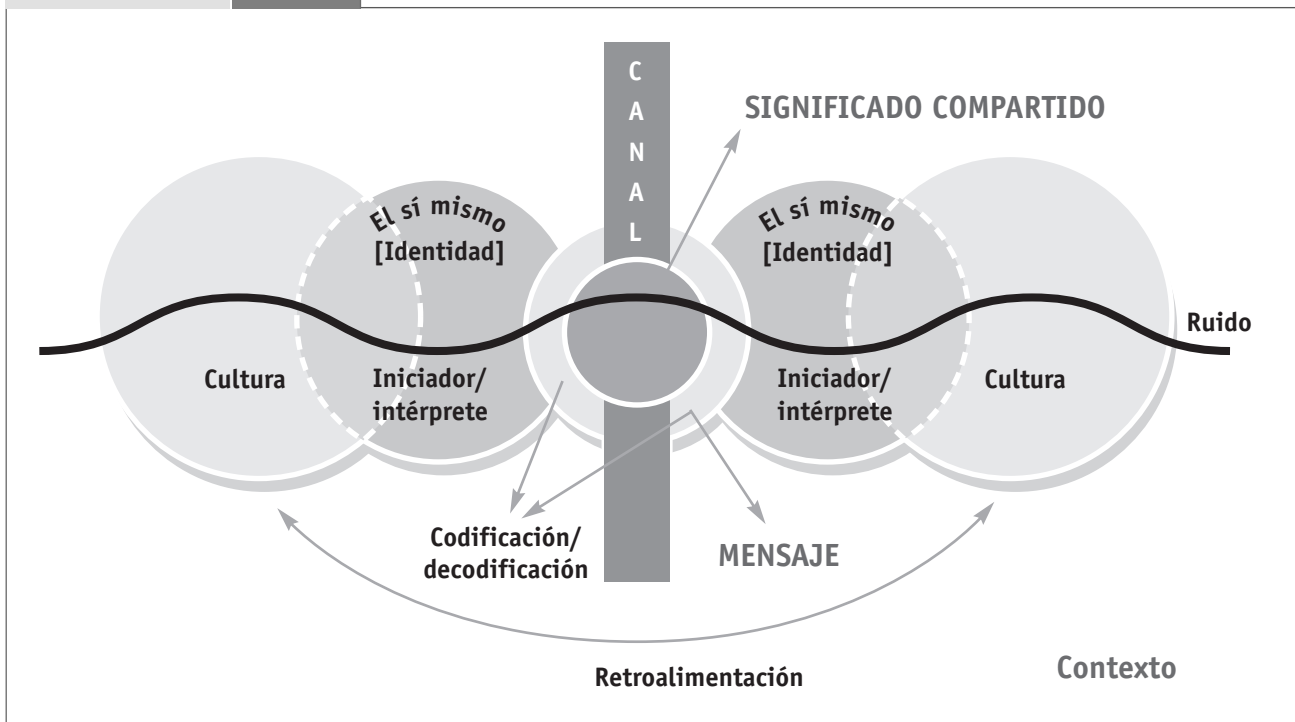 CANAL
SIGNIFICADO COMPARTIDO
El sí mismo
[Identidad]
El sí mismo
[Identidad]
Ruido
Cultura
Iniciador/
intérprete
Iniciador/
intérprete
Cultura
Codificación/
decodificación
MENSAJE
Retroalimentación
Contexto